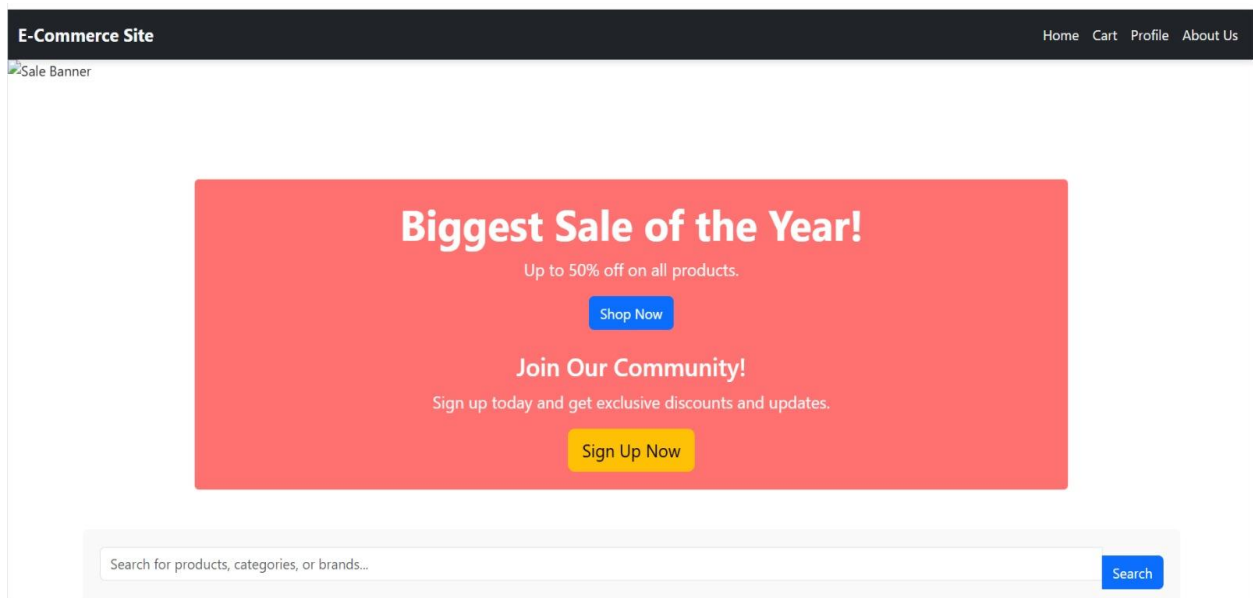 E-Commerce Site
Home Cart Profile About Us
Sale Banner
Biggest Sale of the Year!
Up to 50% off on all products.
Shop Now
Join Our Community!
Sign up today and get exclusive discounts and updates.
Sign Up Now
Search for products, categories, or brands...
Search